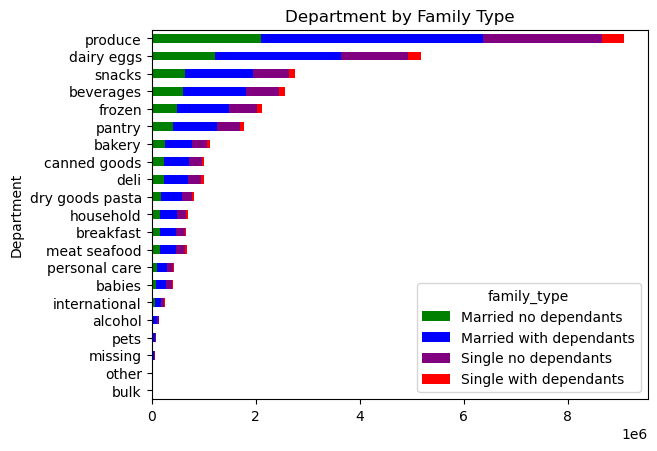 Department by Family Type
Department
produce
dairy eggs
snacks
beverages
frozen
pantry
bakery
canned goods
deli
dry goods pasta
household
breakfast
meat seafood
personal care
babies
international
alcohol
pets
missing
other
bulk
family_type
Married no dependants
Married with dependants
Single no dependants
Single with dependants
0 2 4 6 8
1e6